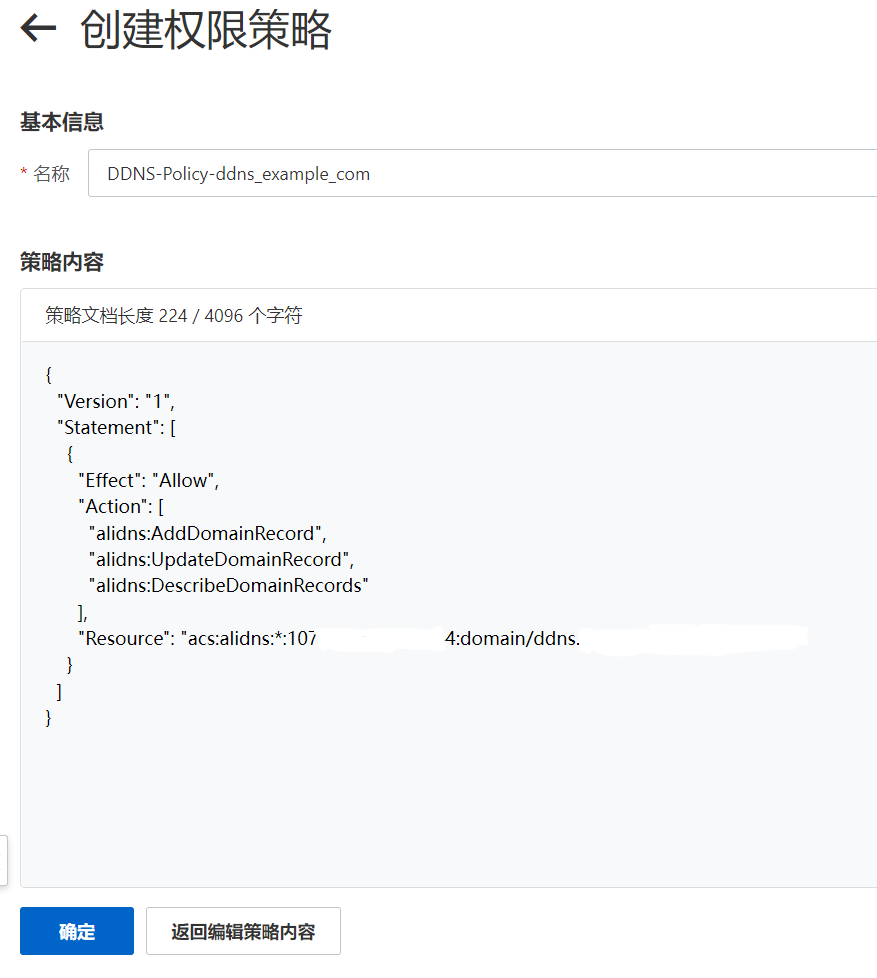 创建权限策略
基本信息
* 名称 DDNS-Policy-ddns_example_com
策略内容
策略文档长度 224 / 4096 个字符
{
"Version": "1",
"Statement": [
{
"Effect": "Allow",
"Action": [
"alidns:AddDomainRecord",
"alidns:UpdateDomainRecord",
"alidns:DescribeDomainRecords"
],
"Resource": "acs:alidns:*:107 4:domain/ddns.
}
]
}
确定 返回编辑策略内容